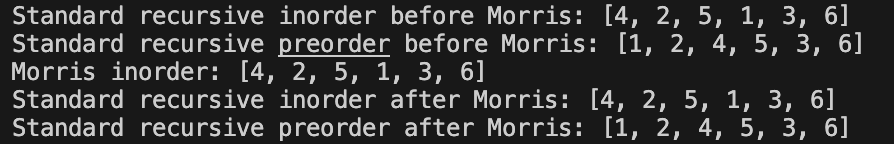 Standard recursive inorder before Morris: [4, 2, 5, 1, 3, 6]
Standard recursive preorder before Morris: [1, 2, 4, 5, 3, 6]
Morris inorder: [4, 2, 5, 1, 3, 6]
Standard recursive inorder after Morris: [4, 2, 5, 1, 3, 6]
Standard recursive preorder after Morris: [1, 2, 4, 5, 3, 6]